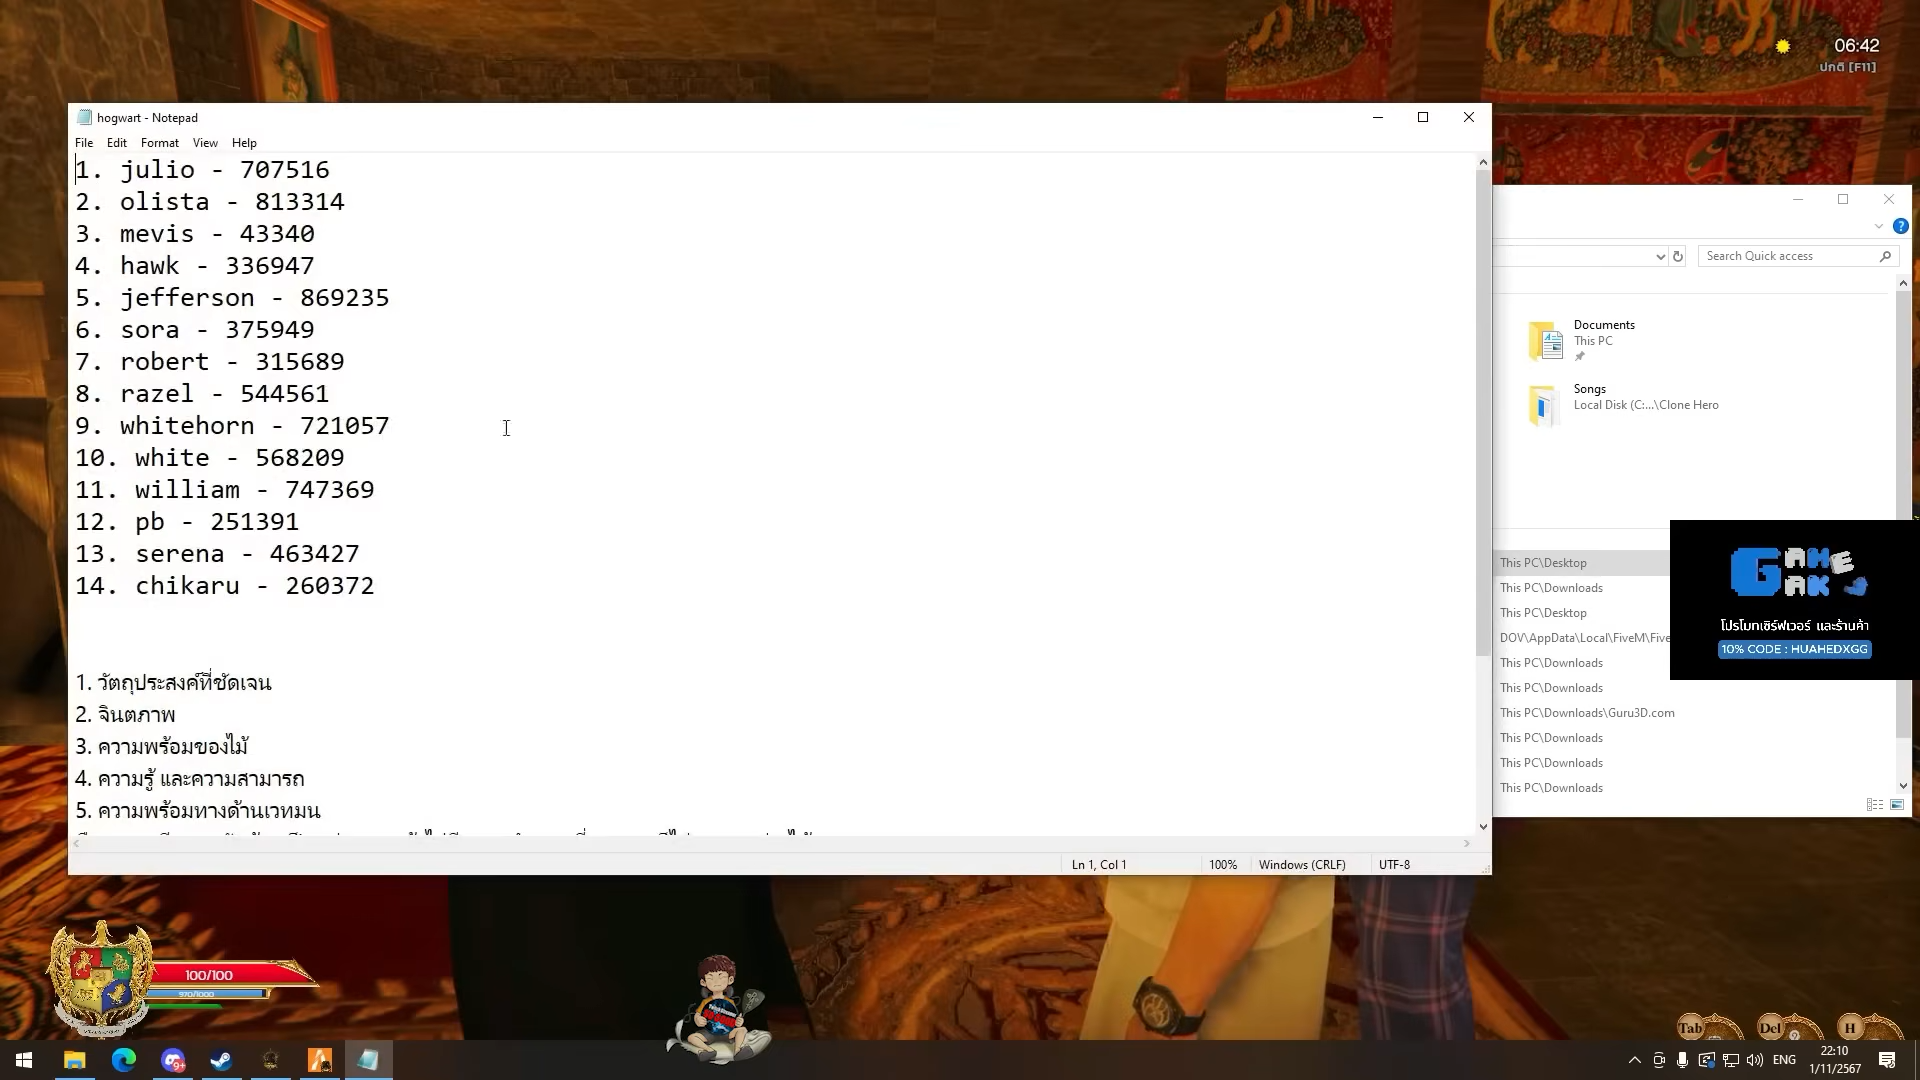 06:42
ปกติ [F11]
hogwart - Notepad
File Edit Format View Help
1. julio - 707516
2. olista - 813314
3. mevis - 43340
4. hawk - 336947
5. jefferson - 869235
6. sora - 375949
7. robert - 315689
8. razel - 544561
9. whitehorn - 721057
10. white - 568209
11. william - 747369
12. pb - 251391
13. serena - 463427
14. chikaru - 260372
1. วัตถุประสงค์ที่ชัดเจน
2. จินตภาพ
3. ความพร้อมของไม้
4. ความรู้ และความสามารถ
5. ความพร้อมทางด้านเวทมน
Ln 1, Col 1 100% Windows (CRLF) UTF-8
Search Quick access
Documents
This PC
Songs
Local Disk (C:...\Clone Hero
This PC\Desktop
This PC\Downloads
This PC\Desktop
DOV\AppData\Local\FiveM\Five
This PC\Downloads
This PC\Downloads
This PC\Downloads\Guru3D.com
This PC\Downloads
This PC\Downloads
This PC\Downloads
GAME
GAK
โปรโมทเซิร์ฟเวอร์ และร้านค้า
10% CODE : HUAHEDXGG
100/100
970/1000
Tab
Del
H
9+
ENG
22:10
1/11/2567